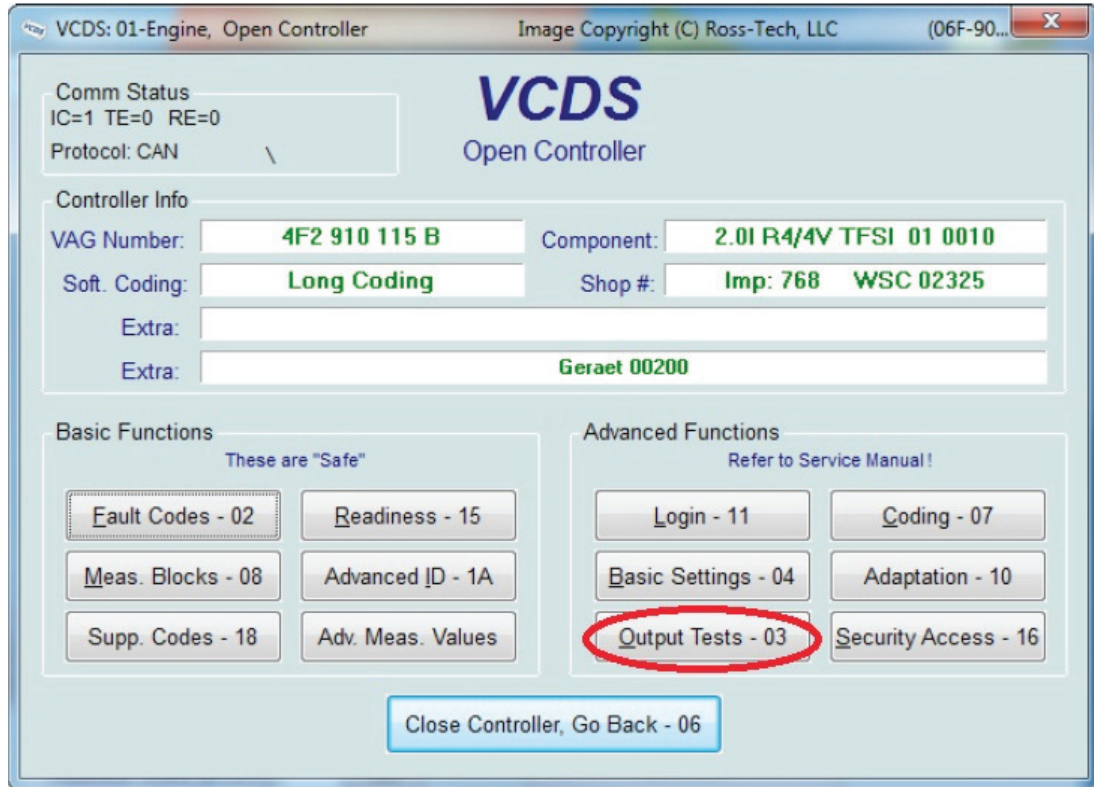 VCDS: 01-Engine, Open Controller Image Copyright (C) Ross-Tech, LLC (06F-90...
Comm Status
IC=1 TE=0 RE=0
Protocol: CAN \
VCDS
Open Controller
Controller Info
VAG Number: 4F2 910 115 B Component: 2.0l R4/4V TFSI 01 0010
Soft. Coding: Long Coding Shop #: Imp: 768 WSC 02325
Extra:
Extra: Geraet 00200
Basic Functions
These are "Safe"
Fault Codes - 02 Readiness - 15
Meas. Blocks - 08 Advanced ID - 1A
Supp. Codes - 18 Adv. Meas. Values
Advanced Functions
Refer to Service Manual!
Login - 11 Coding - 07
Basic Settings - 04 Adaptation - 10
Output Tests - 03 Security Access - 16
Close Controller, Go Back - 06